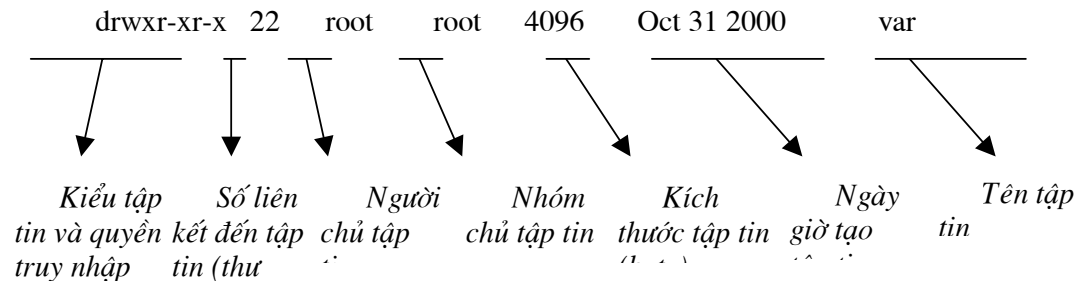 drwxr-xr-x 22 root root 4096 Oct 31 2000 var
Kiểu tập
tin và quyền
truy nhập
Số liên
kết đến tập
tin (thư
Người
chủ tập
Nhóm
chủ tập tin
Kích
thước tập tin
Ngày
giờ tạo
Tên tập
tin